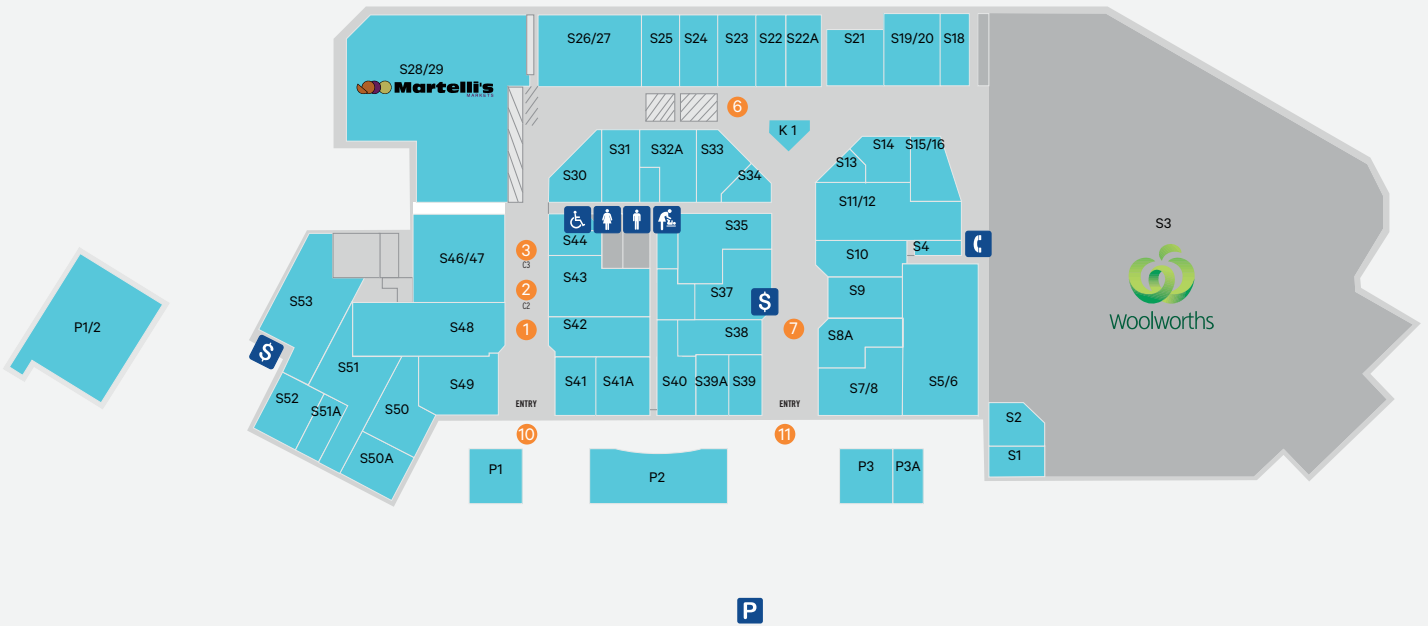 S26/27
S25
S24
S23
S22
S22A
S21
S19/20
S18
S28/29
Martelli's
MARKETS
6
K 1
S30
S31
S32A
S33
S34
S13
S14
S15/16
S11/12
S3
Woolworths
S44
S35
S10
S4
S46/47
3
C3
S43
2
C2
S37
$
S9
S53
P1/2
S48
1
S42
S38
7
S8A
$
S51
S49
S41
S41A
S40
S39A
S39
S7/8
S5/6
S52
S51A
S50
ENTRY
ENTRY
S2
10
11
S50A
S1
P1
P2
P3
P3A
P